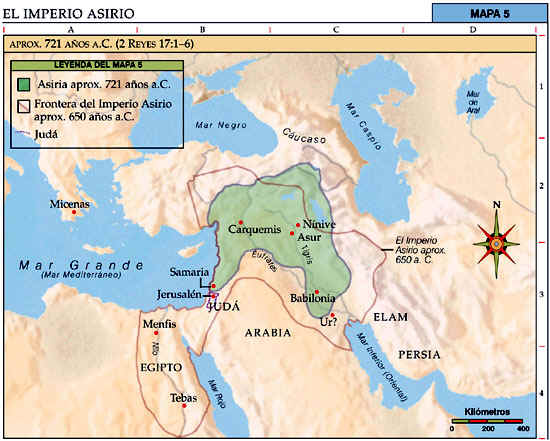 EL IMPERIO ASIRIO
MAPA 5
A
B
C
D
APROX. 721 AÑOS A.C. (2 REYES 17:1–6)
LEYENDA DEL MAPA 5
Asiria aprox. 721 años a.C.
Frontera del Imperio Asirio
aprox. 650 años a.C.
Judá
1
2
3
4
Mar Negro
Cáucaso
Mar Caspio
Mar
de
Aral
Micenas
Carquemis
Nínive
Asur
N
El Imperio
Asirio aprox.
650 a. C.
Mar Grande
(Mar Mediterráneo)
Eufrates
Tigris
Samaria
Jerusalén
JUDÁ
Babilonia
Ur?
ELAM
Menfis
ARABIA
PERSIA
Nilo
EGIPTO
Mar Inferior (Oriental)
Mar Rojo
Tebas
Kilómetros
0 200 400